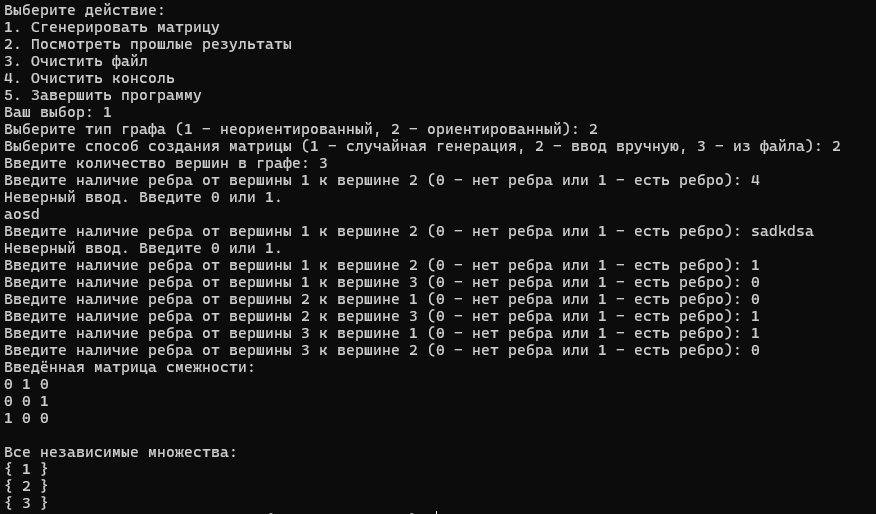 Выберите действие:
1. Сгенерировать матрицу
2. Посмотреть прошлые результаты
3. Очистить файл
4. Очистить консоль
5. Завершить программу
Ваш выбор: 1
Выберите тип графа (1 – неориентированный, 2 – ориентированный): 2
Выберите способ создания матрицы (1 – случайная генерация, 2 – ввод вручную, 3 – из файла): 2
Введите количество вершин в графе: 3
Введите наличие ребра от вершины 1 к вершине 2 (0 – нет ребра или 1 – есть ребро): 4
Неверный ввод. Введите 0 или 1.
aosd
Введите наличие ребра от вершины 1 к вершине 2 (0 – нет ребра или 1 – есть ребро): sadkdsa
Неверный ввод. Введите 0 или 1.
Введите наличие ребра от вершины 1 к вершине 2 (0 – нет ребра или 1 – есть ребро): 1
Введите наличие ребра от вершины 1 к вершине 3 (0 – нет ребра или 1 – есть ребро): 0
Введите наличие ребра от вершины 2 к вершине 1 (0 – нет ребра или 1 – есть ребро): 0
Введите наличие ребра от вершины 2 к вершине 3 (0 – нет ребра или 1 – есть ребро): 1
Введите наличие ребра от вершины 3 к вершине 1 (0 – нет ребра или 1 – есть ребро): 1
Введите наличие ребра от вершины 3 к вершине 2 (0 – нет ребра или 1 – есть ребро): 0
Введённая матрица смежности:
0 1 0
0 0 1
1 0 0
Все независимые множества:
{ 1 }
{ 2 }
{ 3 }